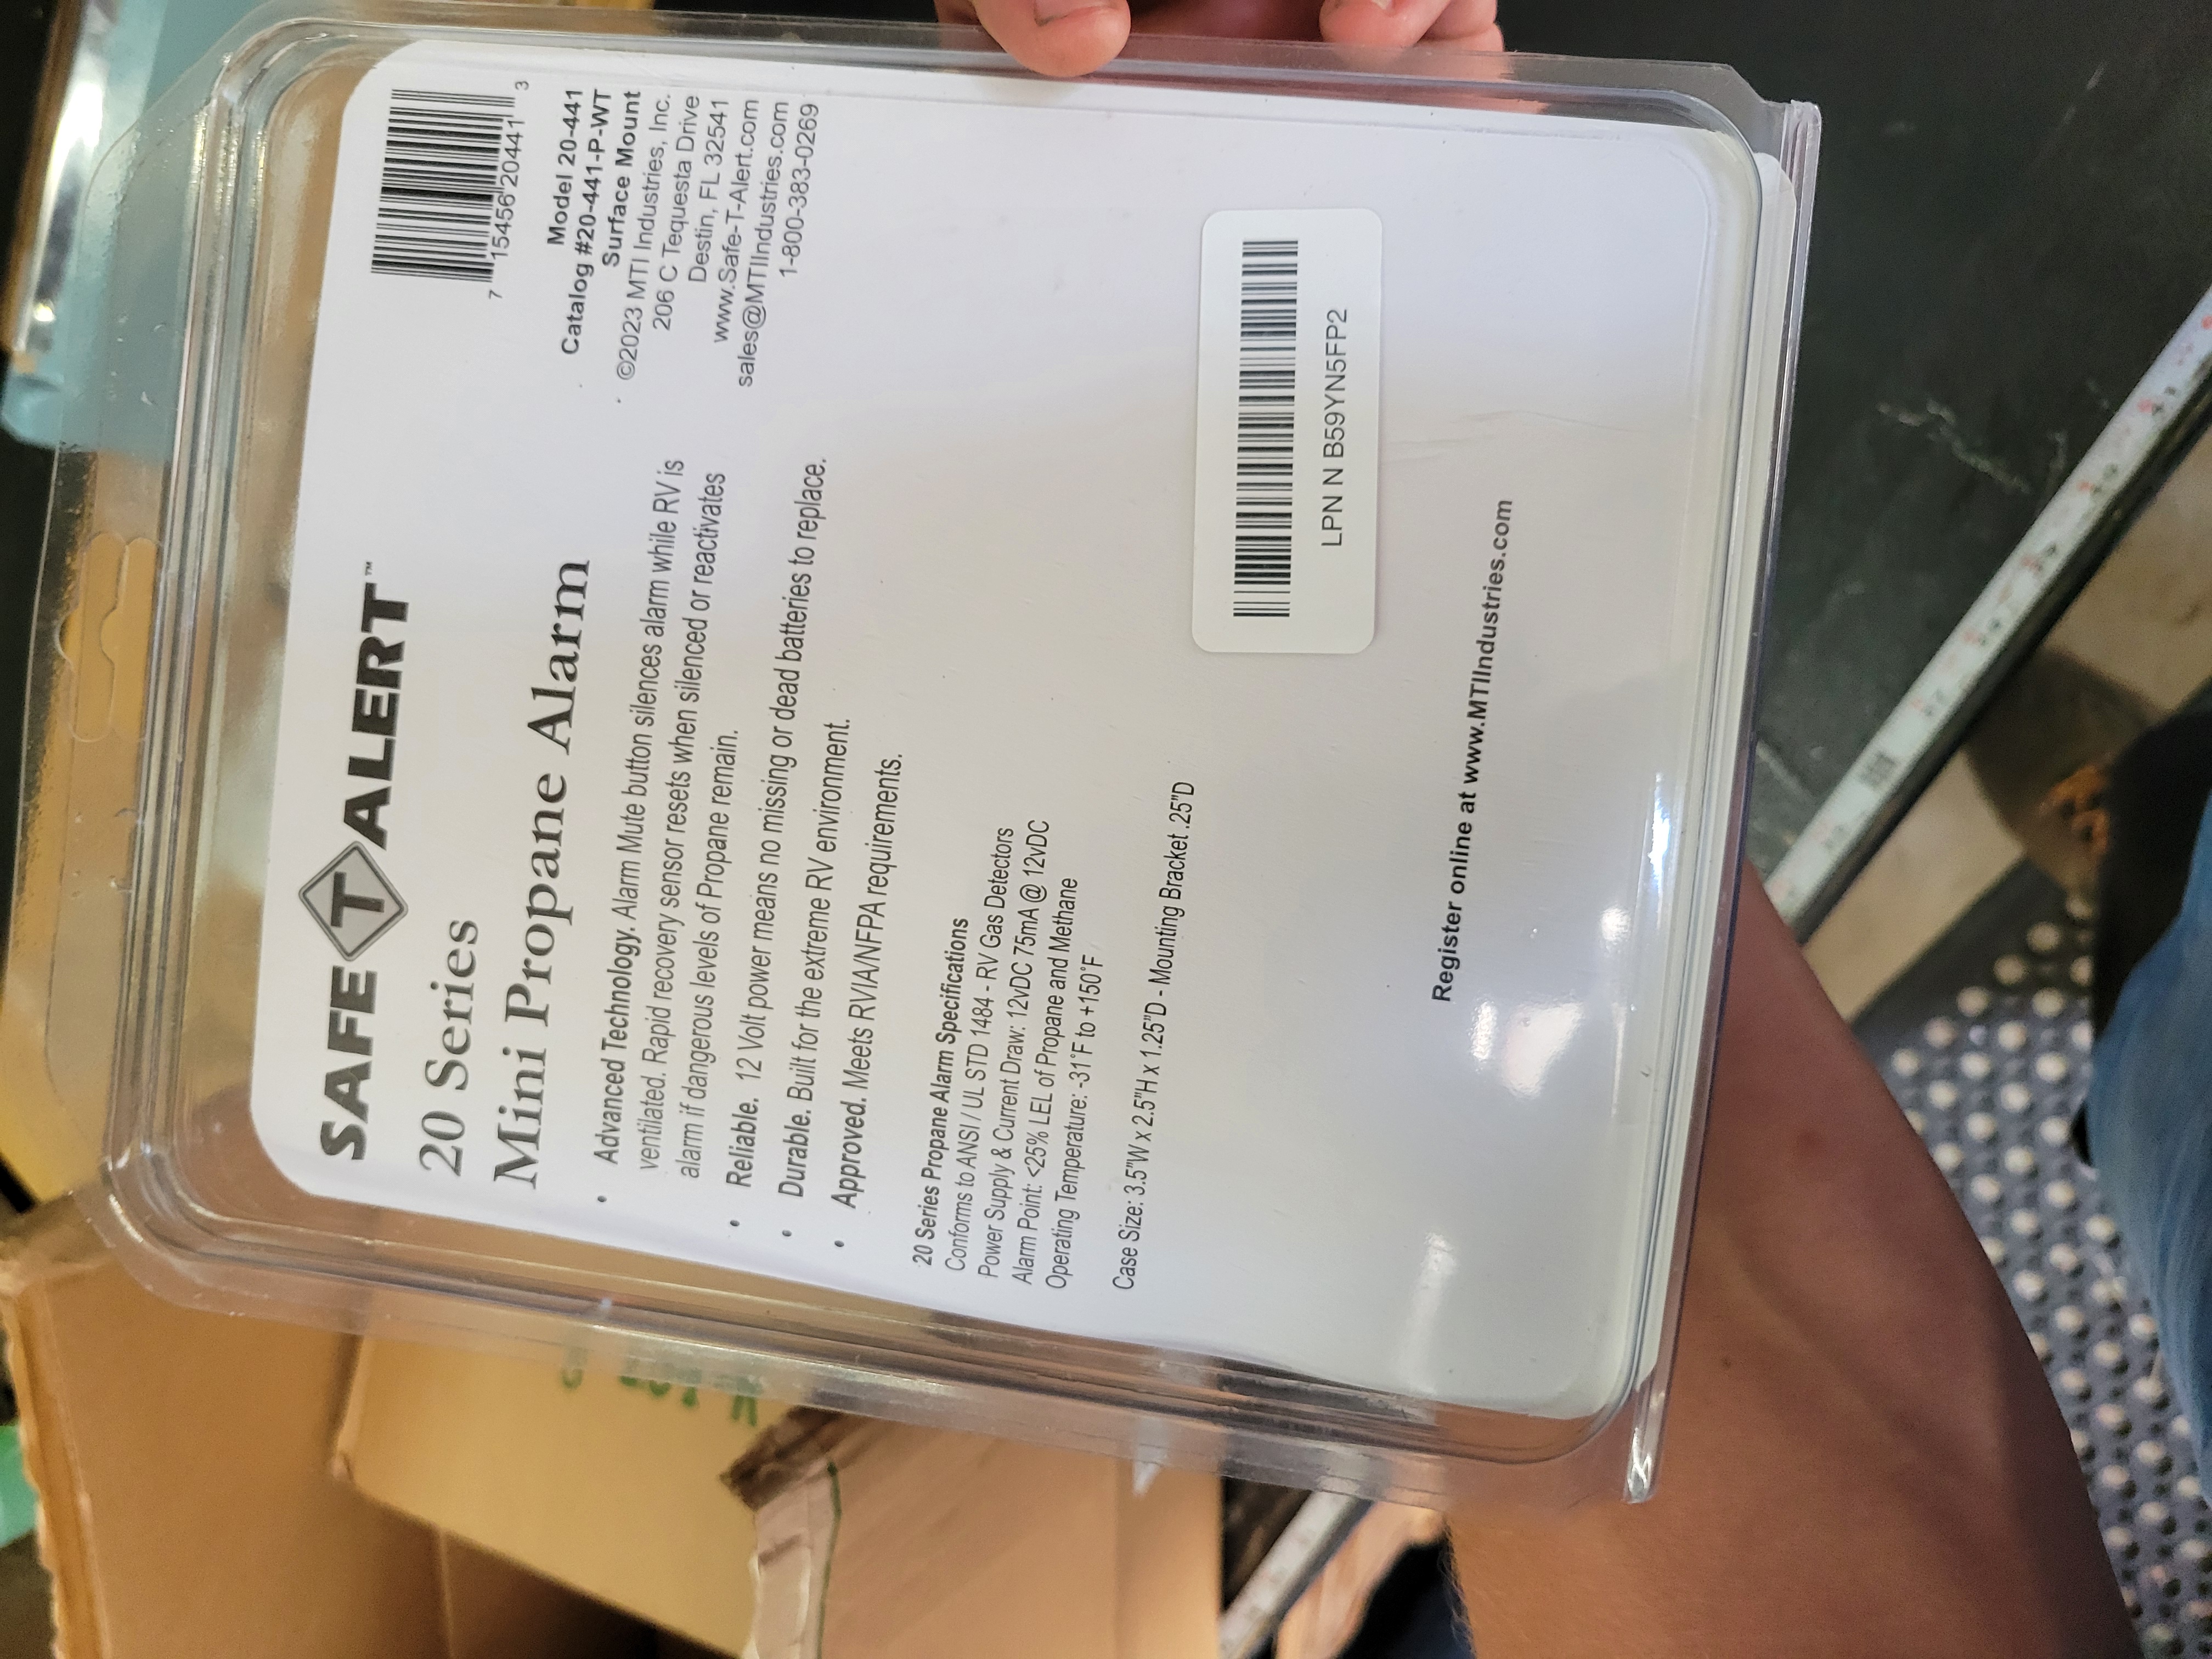 SAFE T ALERT™
20 Series
Mini Propane Alarm
• Advanced Technology. Alarm Mute button silences alarm while RV is
ventilated. Rapid recovery sensor resets when silenced or reactivates
alarm if dangerous levels of Propane remain.
• Reliable. 12 Volt power means no missing or dead batteries to replace.
• Durable. Built for the extreme RV environment.
• Approved. Meets RVIA/NFPA requirements.
20 Series Propane Alarm Specifications
Conforms to ANSI / UL STD 1484 - RV Gas Detectors
Power Supply & Current Draw: 12vDC 75mA @ 12vDC
Alarm Point: <25% LEL of Propane and Methane
Operating Temperature: -31°F to +150°F
Case Size: 3.5"W x 2.5"H x 1.25"D - Mounting Bracket .25"D
7 15456 20441 3
Model 20-441
Catalog #20-441-P-WT
Surface Mount
©2023 MTI Industries, Inc.
206 C Tequesta Drive
Destin, FL 32541
www.Safe-T-Alert.com
sales@MTIIndustries.com
1-800-383-0269
LPN N B59YN5FP2
Register online at www.MTIIndustries.com